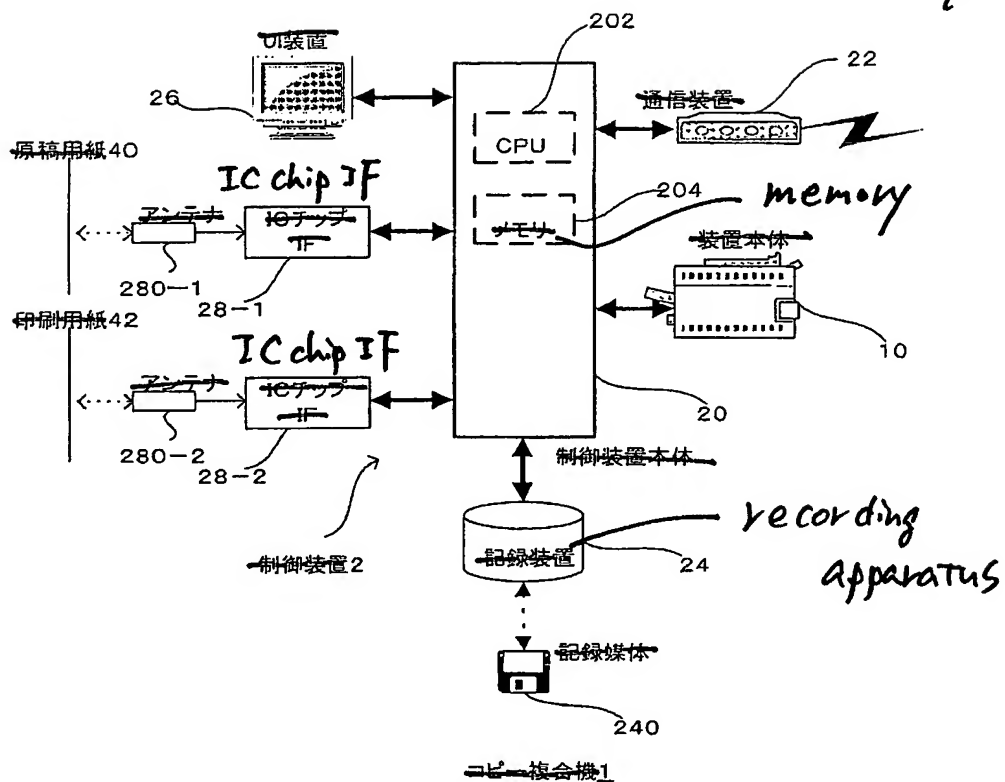 202
UI装置
22
通信装置
26
CPU
原稿用紙40
IC chip IF
204
memory
アンテナ
ICチップ
IF
メモリ
装置本体
280-1
28-1
印刷用紙42
10
IC chip IF
アンテナ
ICチップ
IF
20
280-2
28-2
制御装置本体
recording
apparatus
記録装置
24
制御装置2
記録媒体
240
コピー複合機1